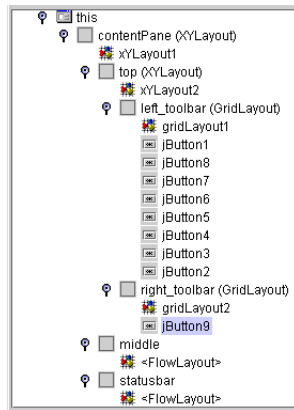 this
contentPane (XYLayout)
xYLayout1
top (XYLayout)
xYLayout2
left_toolbar (GridLayout)
gridLayout1
jButton1
jButton8
jButton7
jButton6
jButton5
jButton4
jButton3
jButton2
right_toolbar (GridLayout)
gridLayout2
jButton9
middle
<FlowLayout>
statusbar
<FlowLayout>